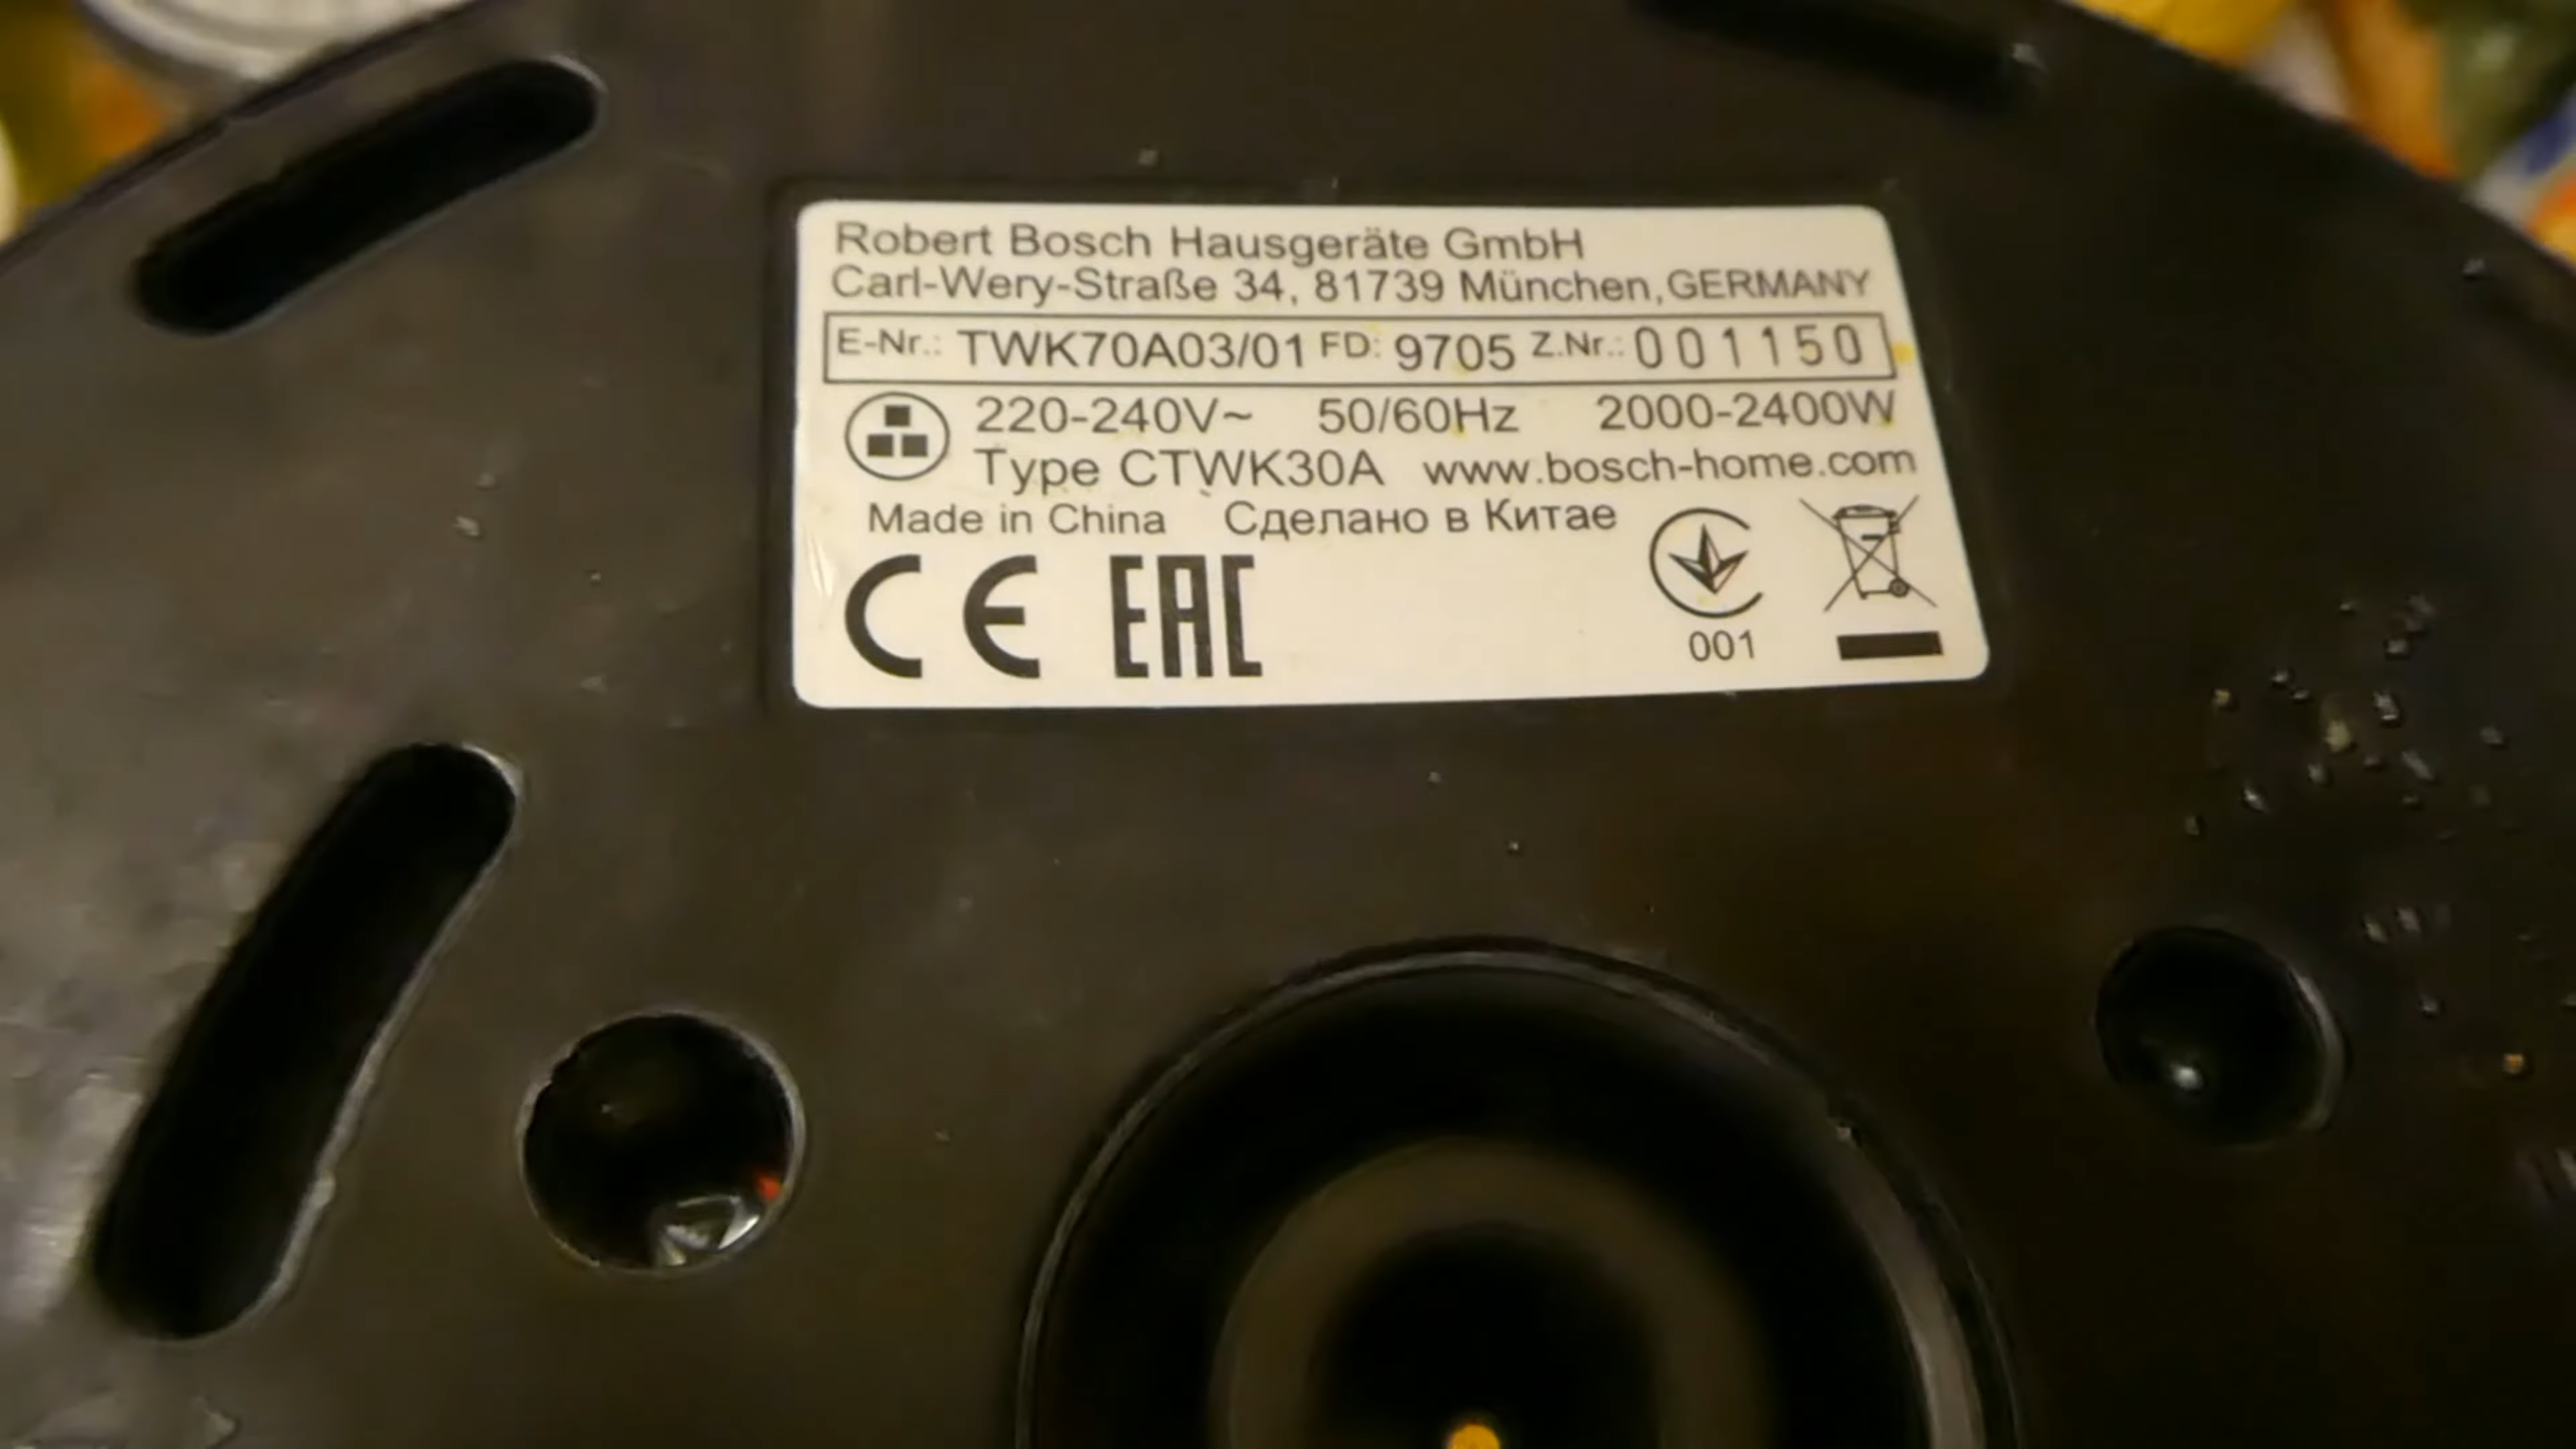 Robert Bosch Hausgeräte GmbH
Carl-Wery-Straße 34, 81739 München, GERMANY
E-Nr.: TWK70A03/01 FD: 9705 Z.Nr.: 001150
220-240V~ 50/60Hz 2000-2400W
Type CTWK30A www.bosch-home.com
Made in China Сделано в Китае
CE EAC
001